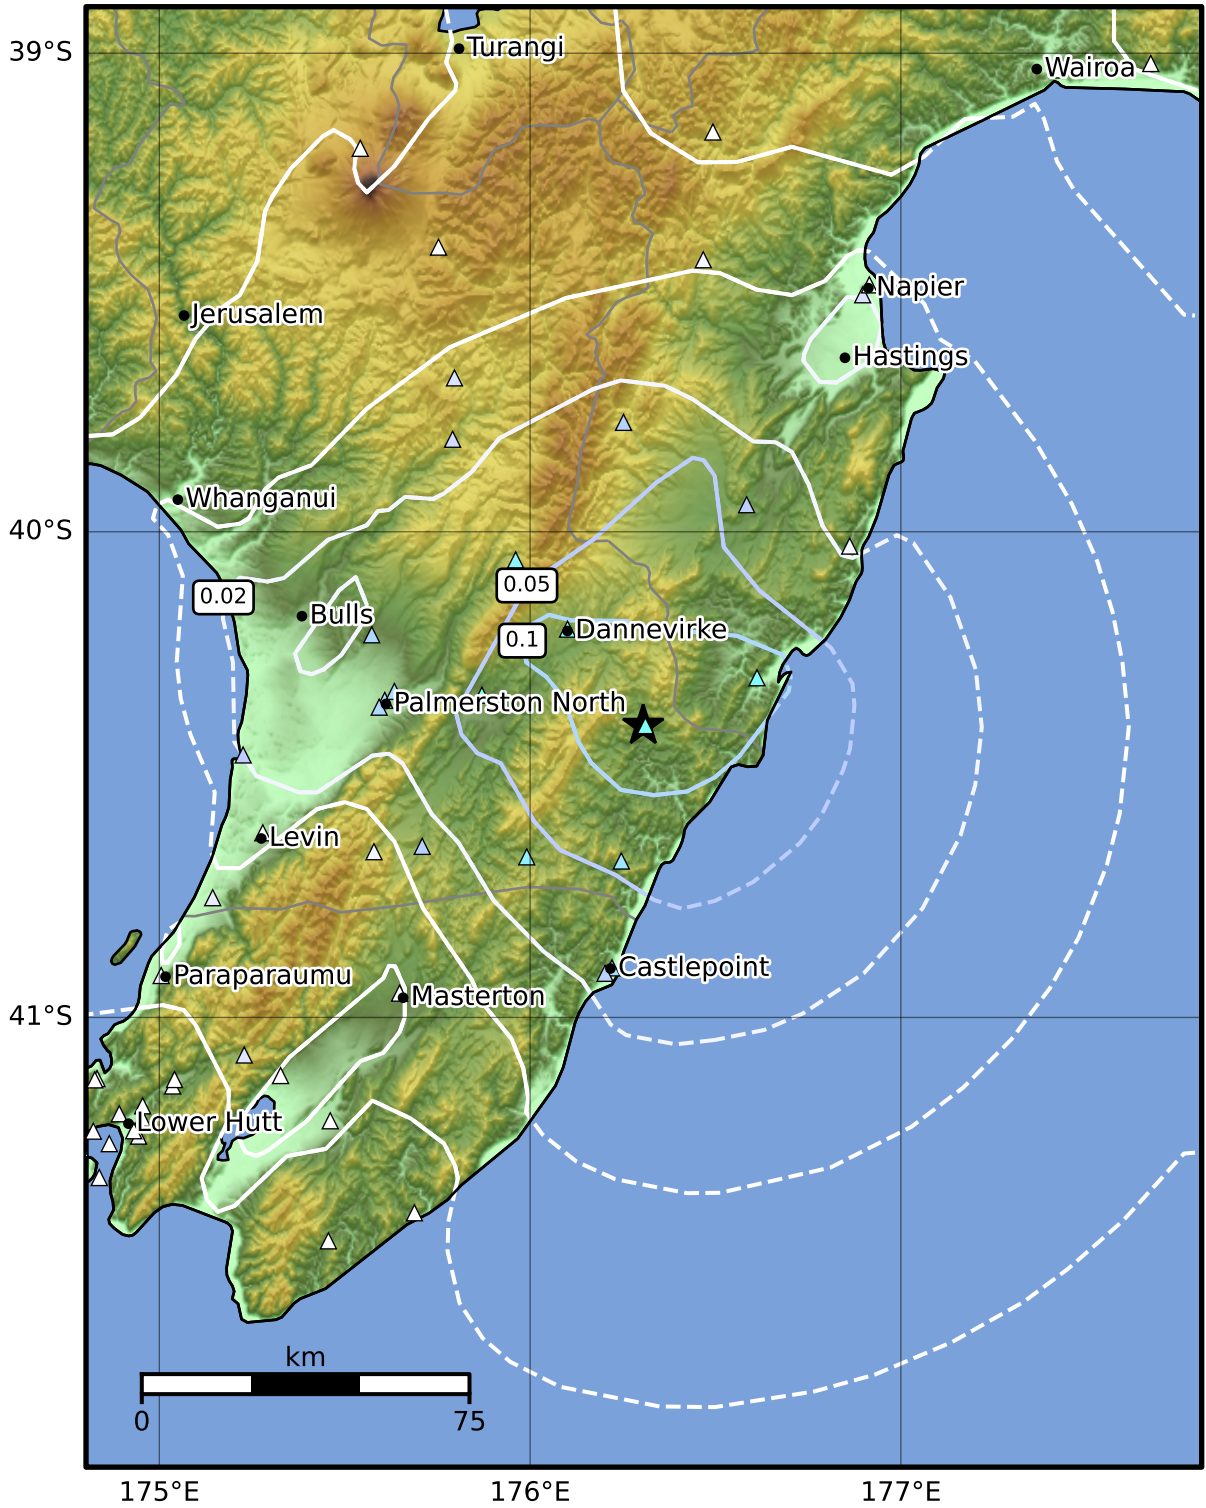 39°S
Turangi
Wairoa
Napier
Jerusalem
Hastings
Whanganui
40°S
0.02
0.05
Bulls
0.1
Dannevirke
Palmerston North
Levin
Castlepoint
Paraparaumu
Masterton
41°S
Lower Hutt
km
0
75
175°E
176°E
177°E